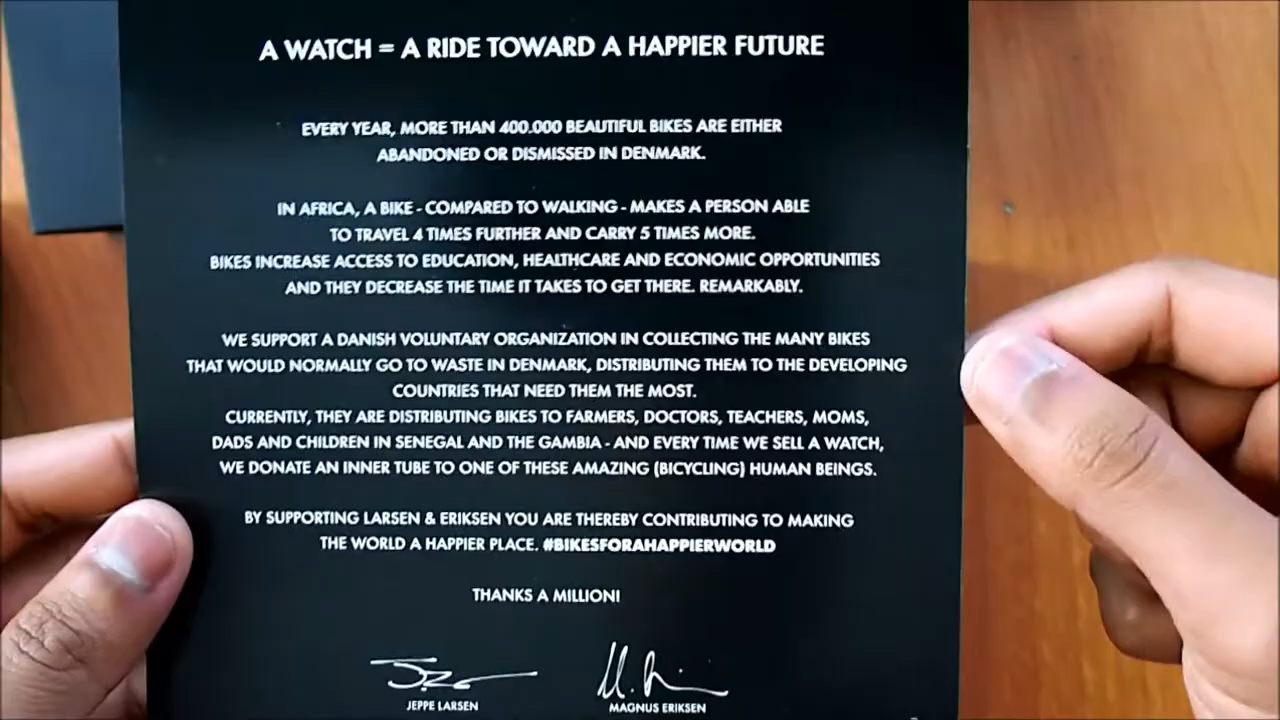 A WATCH = A RIDE TOWARD A HAPPIER FUTURE
EVERY YEAR, MORE THAN 400.000 BEAUTIFUL BIKES ARE EITHER
ABANDONED OR DISMISSED IN DENMARK.
IN AFRICA, A BIKE - COMPARED TO WALKING - MAKES A PERSON ABLE
TO TRAVEL 4 TIMES FURTHER AND CARRY 5 TIMES MORE.
BIKES INCREASE ACCESS TO EDUCATION, HEALTHCARE AND ECONOMIC OPPORTUNITIES
AND THEY DECREASE THE TIME IT TAKES TO GET THERE. REMARKABLY.
WE SUPPORT A DANISH VOLUNTARY ORGANIZATION IN COLLECTING THE MANY BIKES
THAT WOULD NORMALLY GO TO WASTE IN DENMARK, DISTRIBUTING THEM TO THE DEVELOPING
COUNTRIES THAT NEED THEM THE MOST.
CURRENTLY, THEY ARE DISTRIBUTING BIKES TO FARMERS, DOCTORS, TEACHERS, MOMS,
DADS AND CHILDREN IN SENEGAL AND THE GAMBIA - AND EVERY TIME WE SELL A WATCH,
WE DONATE AN INNER TUBE TO ONE OF THESE AMAZING (BICYCLING) HUMAN BEINGS.
BY SUPPORTING LARSEN & ERIKSEN YOU ARE THEREBY CONTRIBUTING TO MAKING
THE WORLD A HAPPIER PLACE. #BIKESFORAHAPPIERWORLD
THANKS A MILLION!
JEPPE LARSEN
MAGNUS ERIKSEN